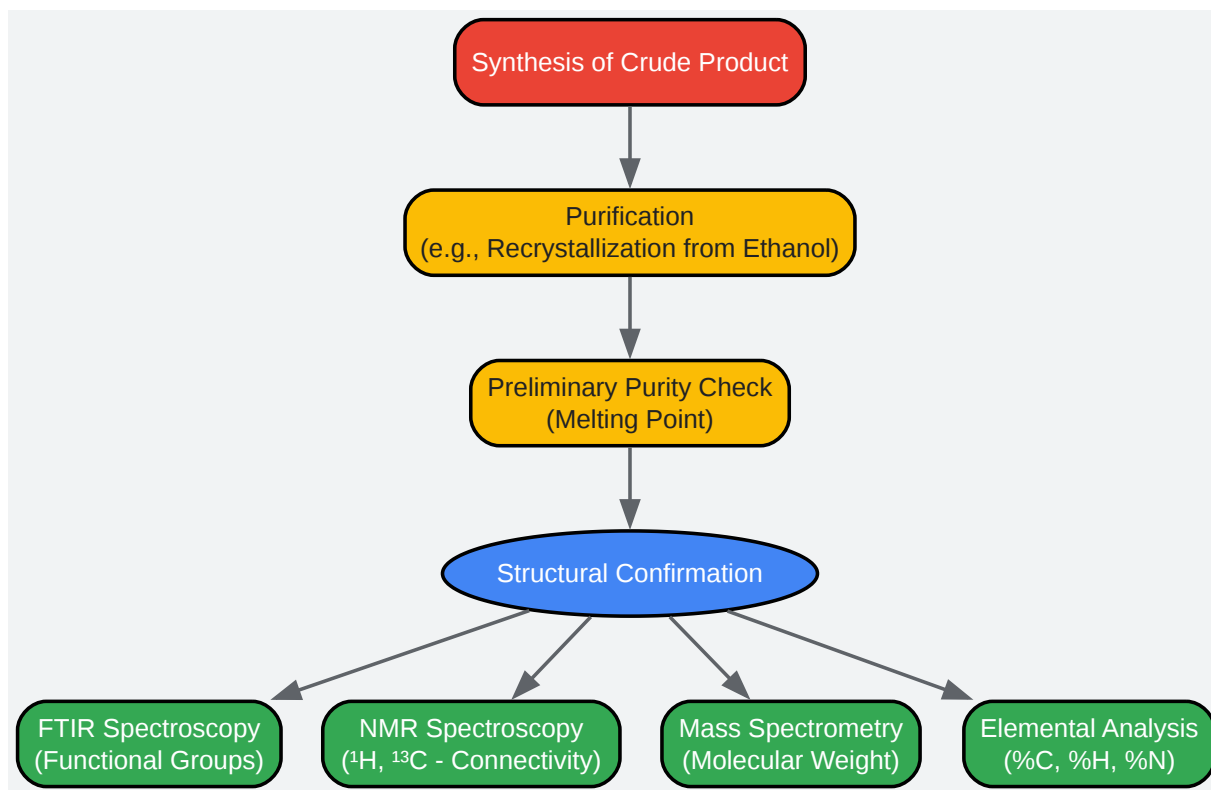 Synthesis of Crude Product
Purification
(e.g., Recrystallization from Ethanol)
Preliminary Purity Check
(Melting Point)
Structural Confirmation
FTIR Spectroscopy
(Functional Groups)
NMR Spectroscopy
(¹H, ¹³C - Connectivity)
Mass Spectrometry
(Molecular Weight)
Elemental Analysis
(%C, %H, %N)